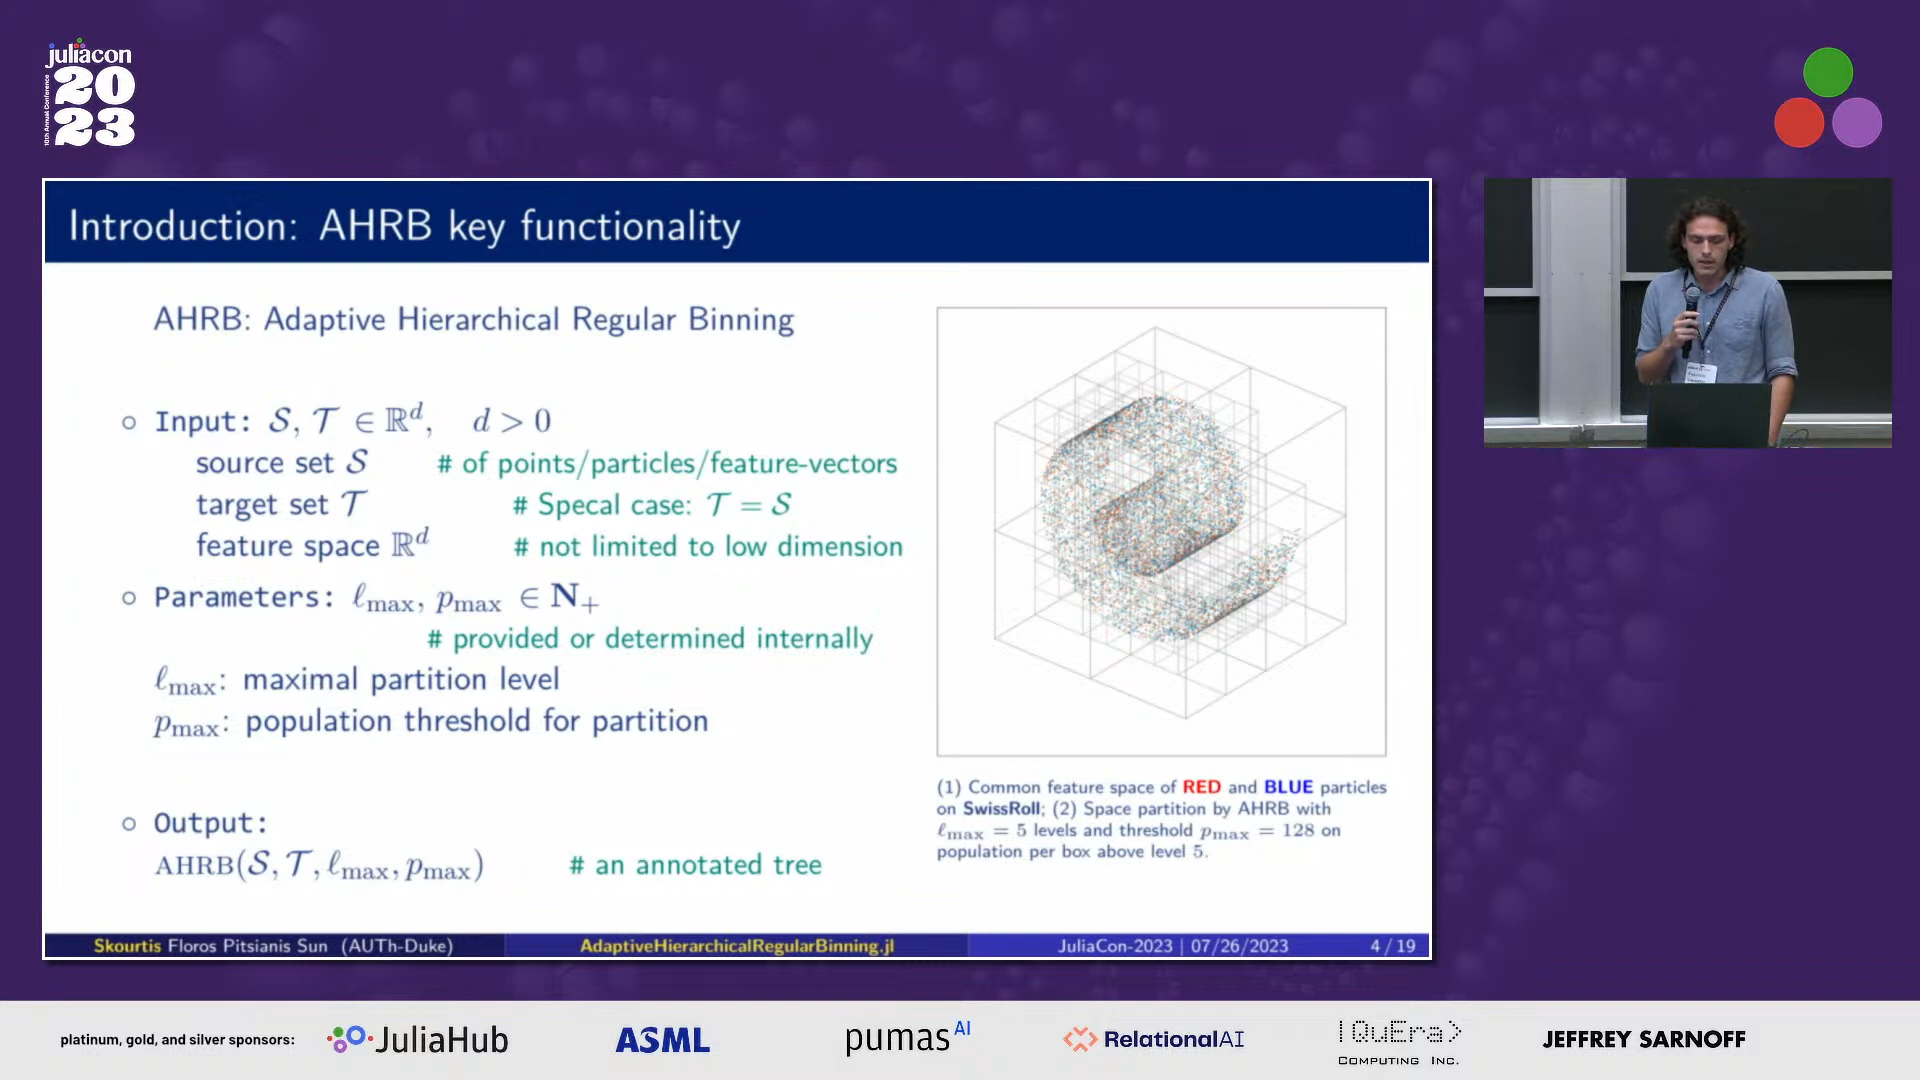 juliacon
10th Annual Conference
20
23
Introduction: AHRB key functionality
AHRB: Adaptive Hierarchical Regular Binning
Input: 𝒮, 𝒯 ∈ ℝᵈ, d > 0
source set 𝒮 # of points/particles/feature-vectors
target set 𝒯 # Specal case: 𝒯 = 𝒮
feature space ℝᵈ # not limited to low dimension
Parameters: ℓmax, pmax ∈ N₊
# provided or determined internally
ℓmax: maximal partition level
pmax: population threshold for partition
Output:
AHRB(𝒮, 𝒯, ℓmax, pmax) # an annotated tree
(1) Common feature space of RED and BLUE particles
on SwissRoll; (2) Space partition by AHRB with
ℓmax = 5 levels and threshold pmax = 128 on
population per box above level 5.
Skourtis Floros Pitsianis Sun (AUTh-Duke) AdaptiveHierarchicalRegularBinning.jl JuliaCon-2023 | 07/26/2023 4 / 19
platinum, gold, and silver sponsors: JuliaHub ASML pumas AI RelationalAI |QuEra> JEFFREY SARNOFF
COMPUTING INC.